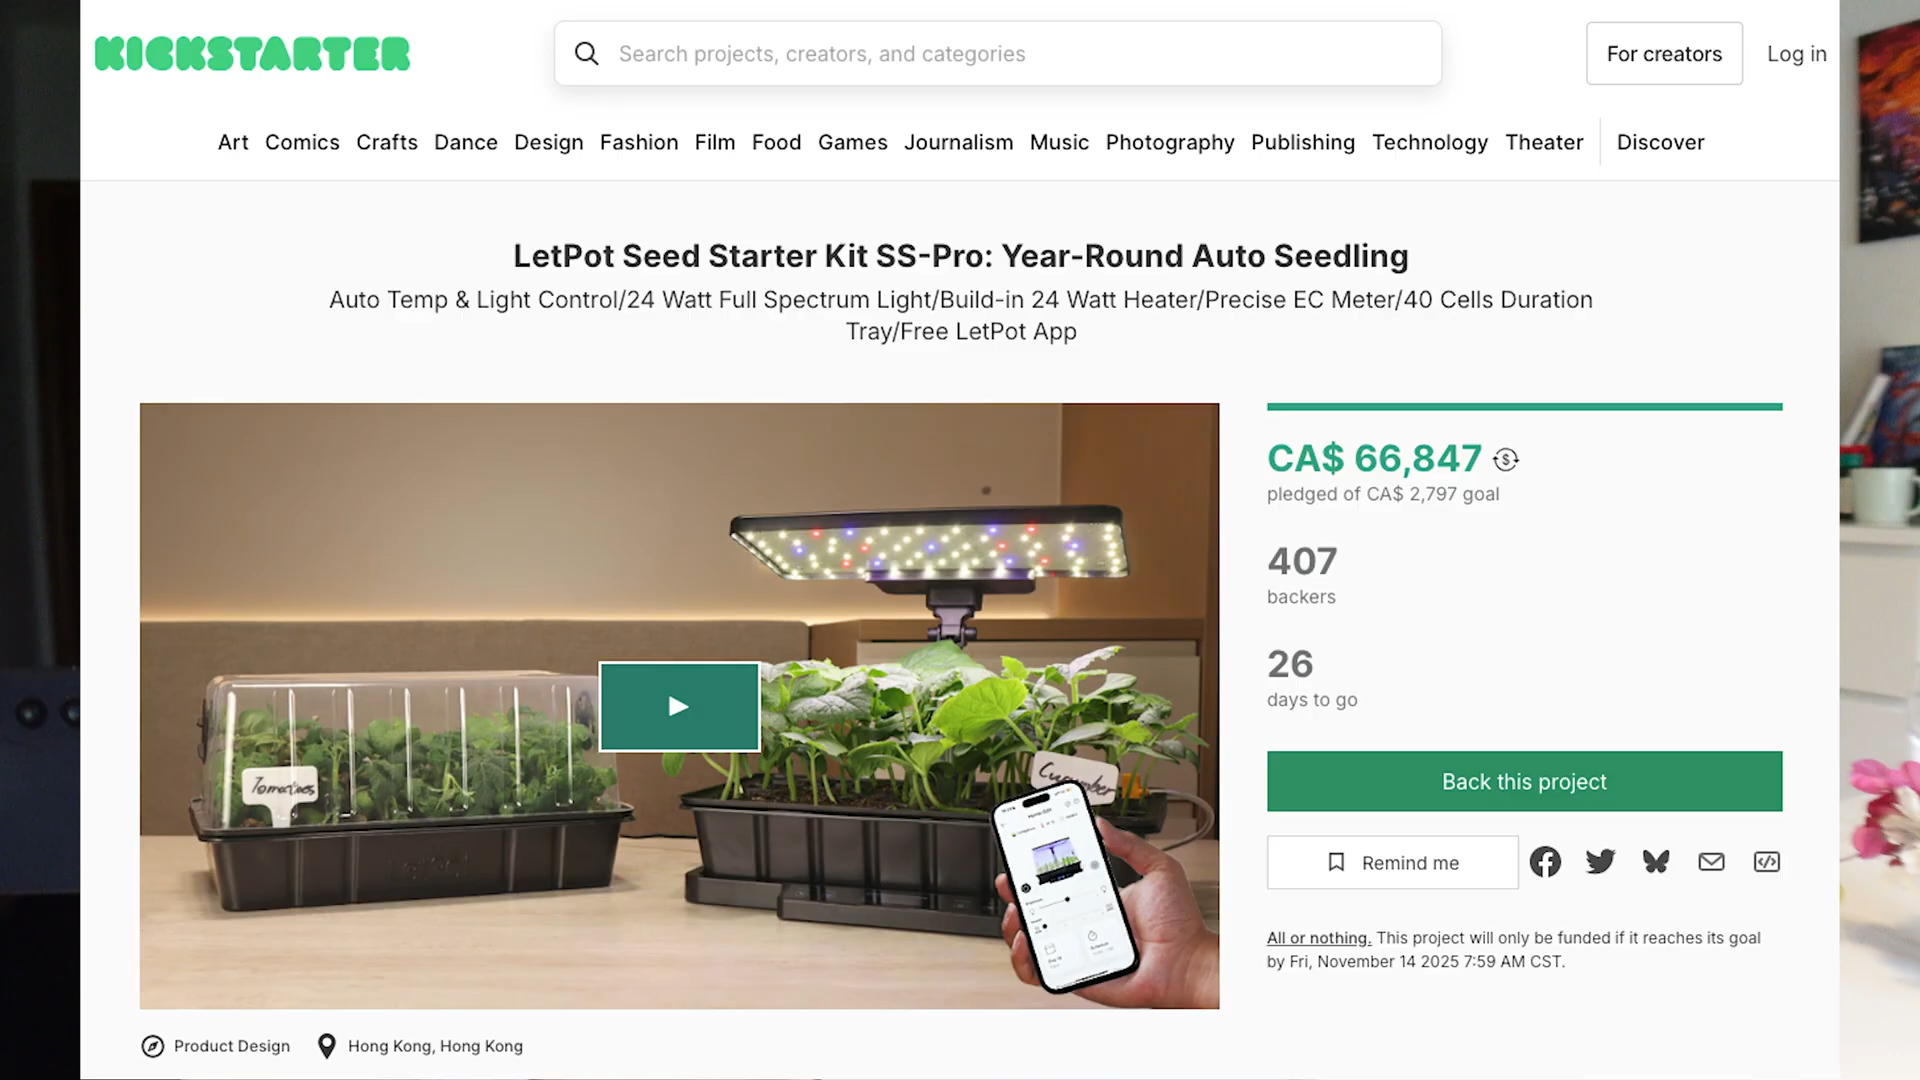 KICKSTARTER
Search projects, creators, and categories
For creators
Log in
Art Comics Crafts Dance Design Fashion Film Food Games Journalism Music Photography Publishing Technology Theater Discover
LetPot Seed Starter Kit SS-Pro: Year-Round Auto Seedling
Auto Temp & Light Control/24 Watt Full Spectrum Light/Build-in 24 Watt Heater/Precise EC Meter/40 Cells Duration
Tray/Free LetPot App
CA$ 66,847
pledged of CA$ 2,797 goal
407
backers
26
days to go
Tomatoes
Cucumber
Back this project
Remind me
All or nothing. This project will only be funded if it reaches its goal
by Fri, November 14 2025 7:59 AM CST.
Product Design
Hong Kong, Hong Kong